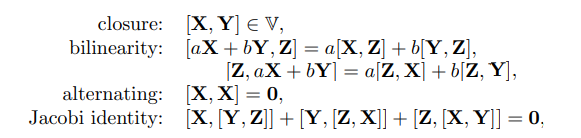 closure: [X, Y] ∈ 𝕍,
bilinearity: [aX + bY, Z] = a[X, Z] + b[Y, Z],
[Z, aX + bY] = a[Z, X] + b[Z, Y],
alternating: [X, X] = 0,
Jacobi identity: [X, [Y, Z]] + [Y, [Z, X]] + [Z, [X, Y]] = 0,